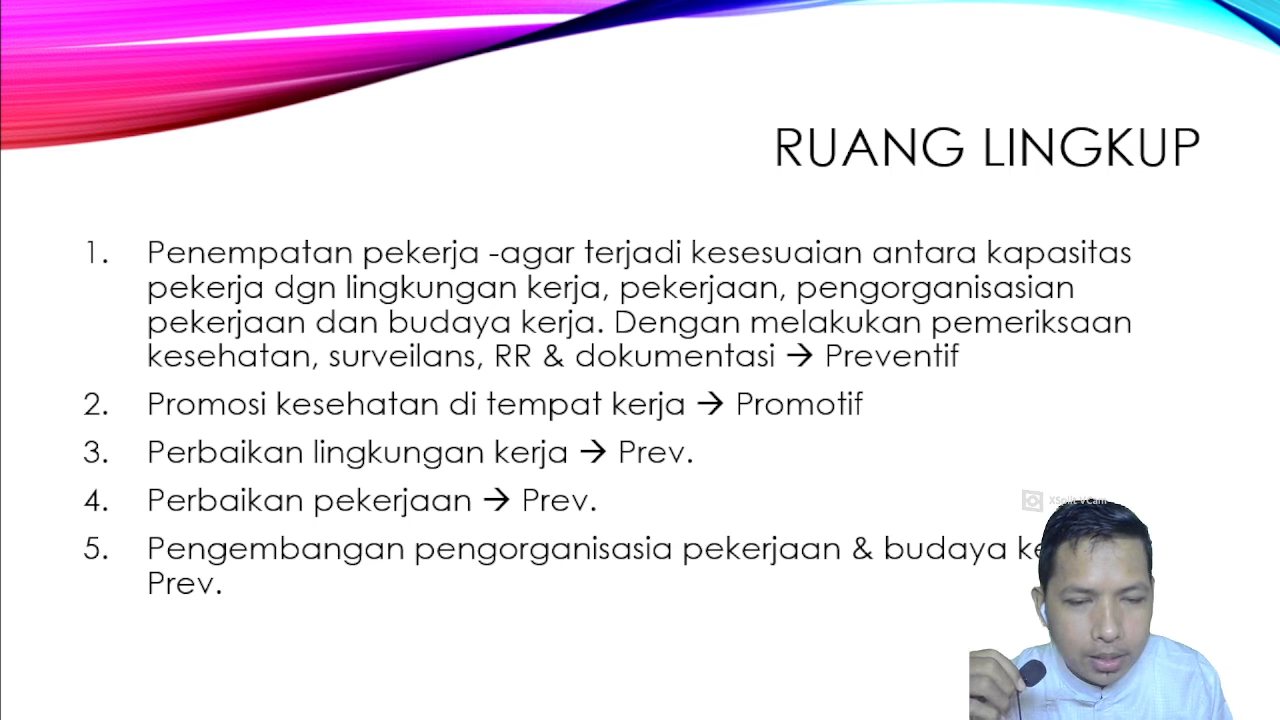 RUANG LINGKUP
1. Penempatan pekerja -agar terjadi kesesuaian antara kapasitas
pekerja dgn lingkungan kerja, pekerjaan, pengorganisasian
pekerjaan dan budaya kerja. Dengan melakukan pemeriksaan
kesehatan, surveilans, RR & dokumentasi → Preventif
2. Promosi kesehatan di tempat kerja → Promotif
3. Perbaikan lingkungan kerja → Prev.
4. Perbaikan pekerjaan → Prev.
XSplit VCam
5. Pengembangan pengorganisasia pekerjaan & budaya
Prev.